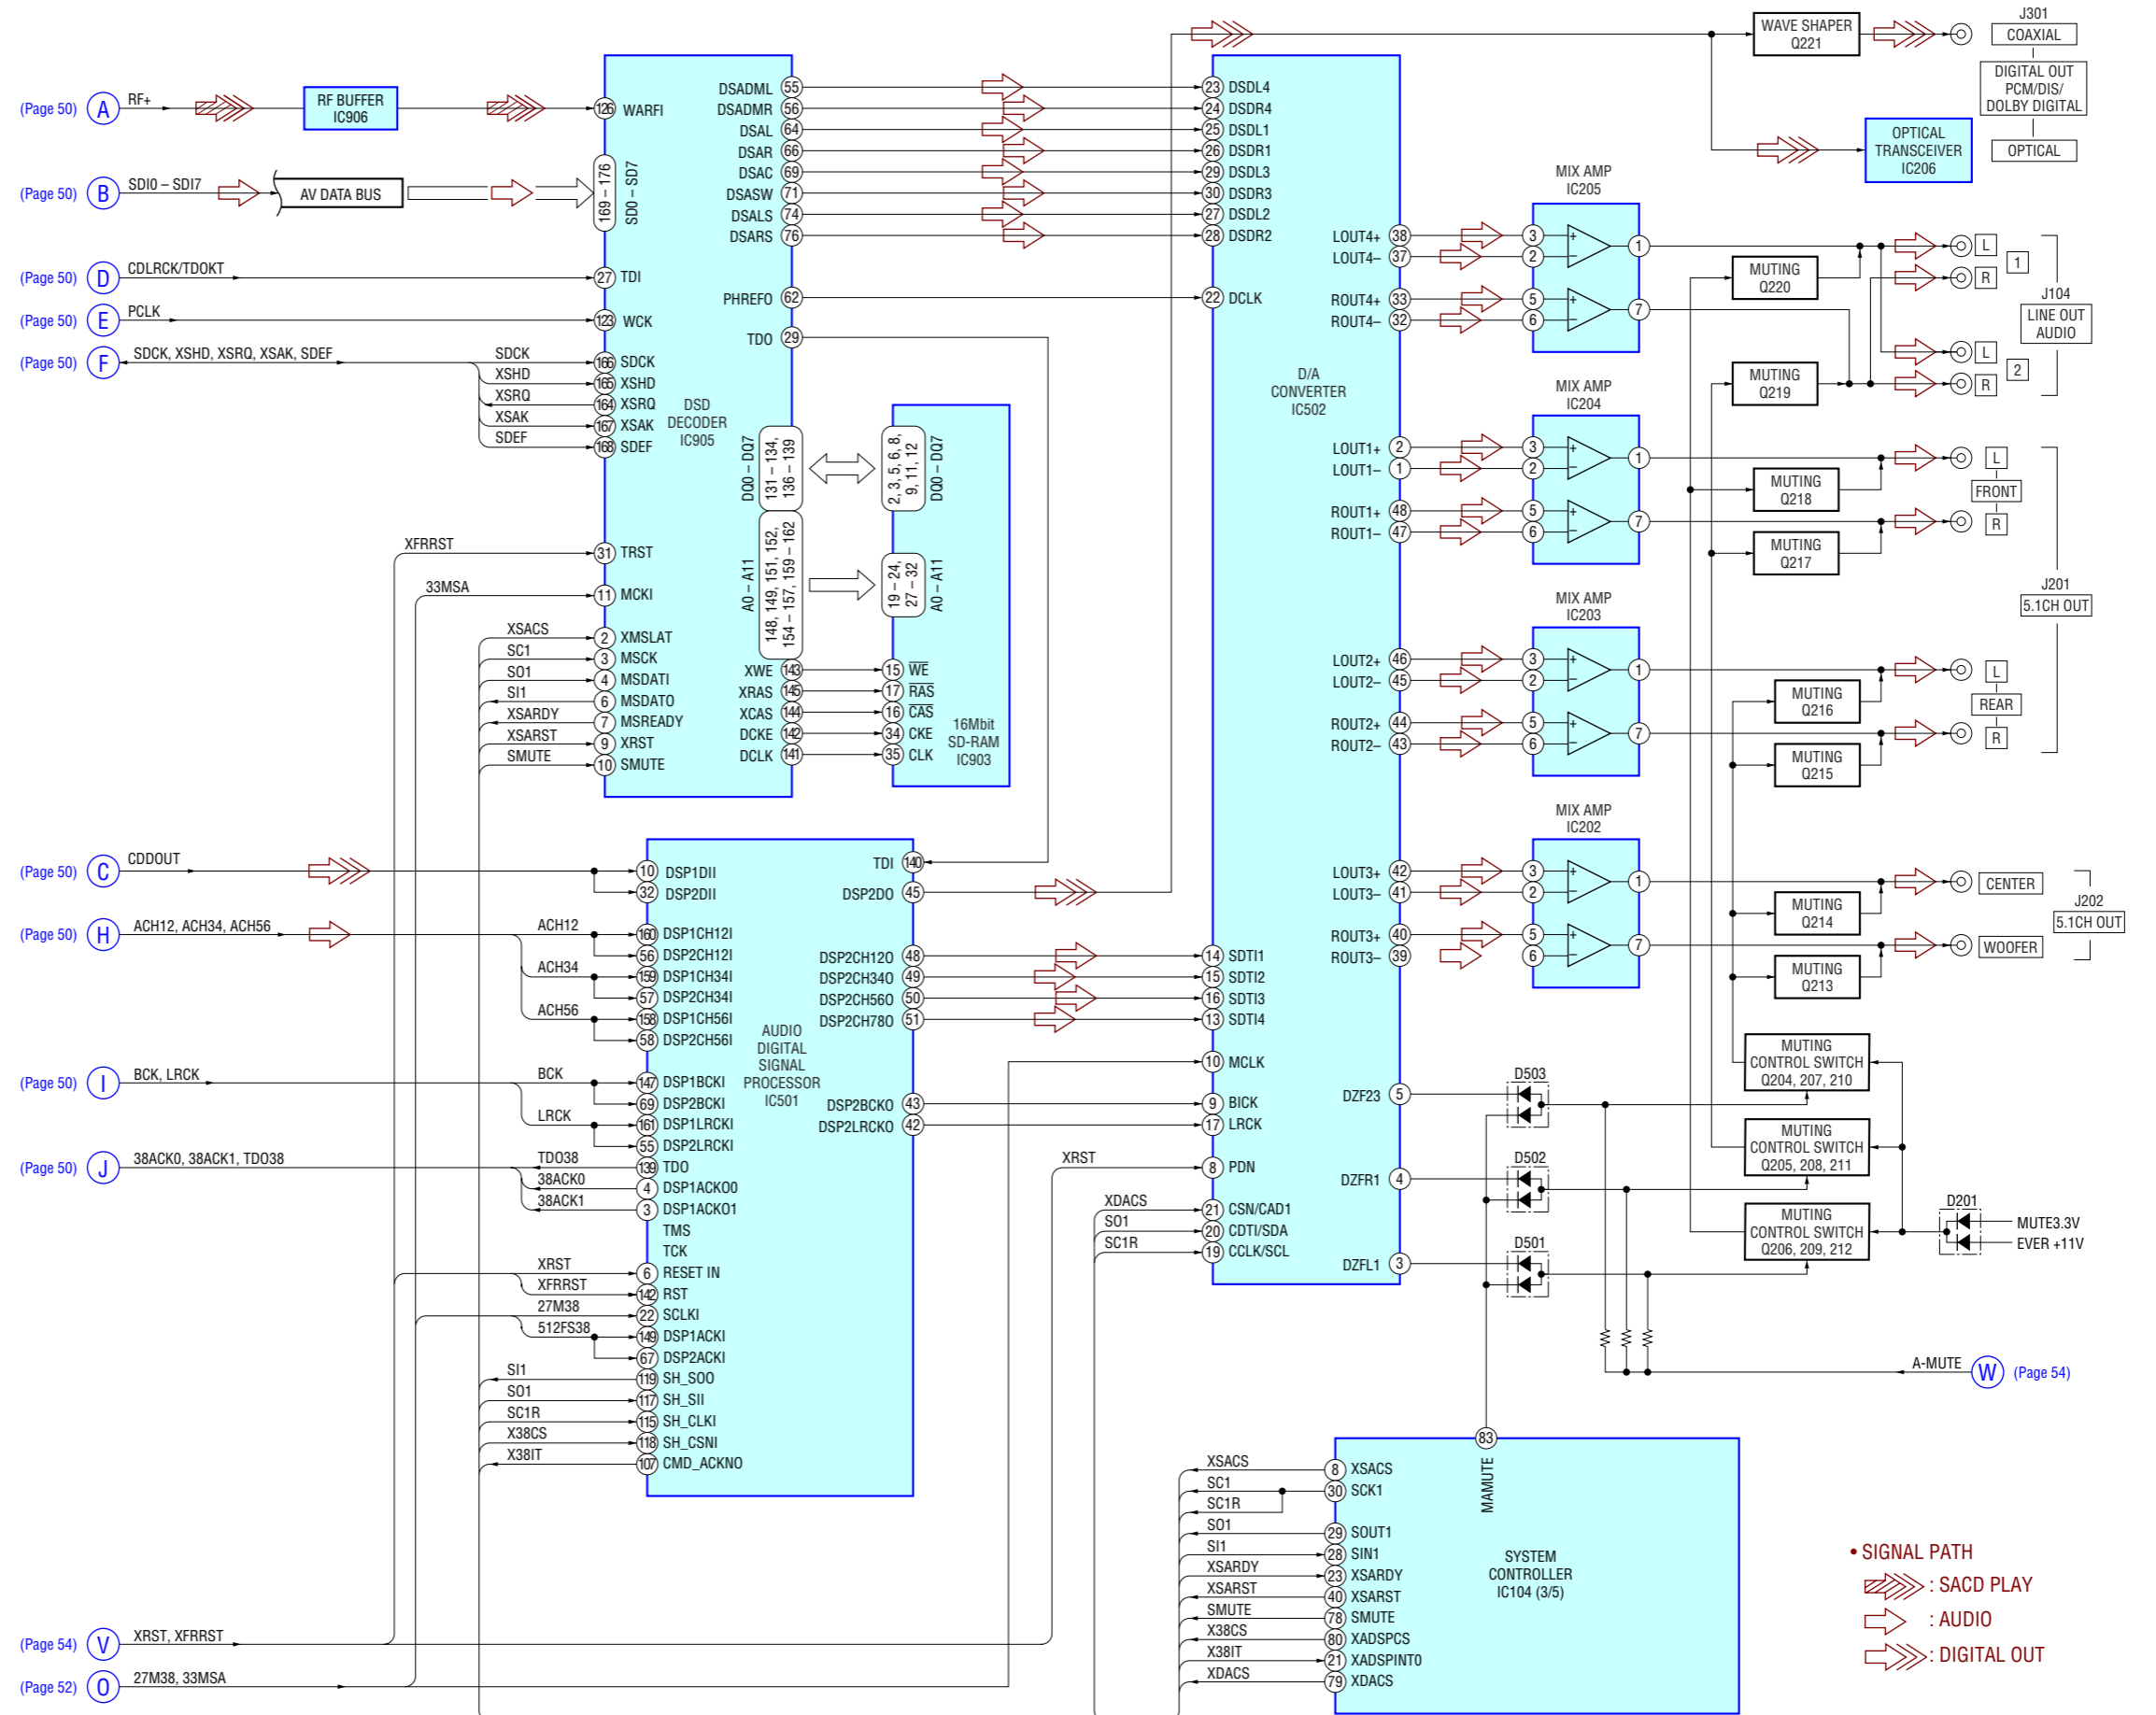 (Page 50) A RF+
RF BUFFER
IC906
(Page 50) B SDI0 – SDI7
AV DATA BUS
(Page 50) D CDLRCK/TDOKT
(Page 50) E PCLK
(Page 50) F SDCK, XSHD, XSRQ, XSAK, SDEF
SDCK
XSHD
XSRQ
XSAK
SDEF
XFRRST
33MSA
XSACS
SC1
SO1
SI1
XSARDY
XSARST
SMUTE
126 WARFI
169 – 176
SD0 – SD7
27 TDI
123 WCK
166 SDCK
165 XSHD
164 XSRQ
167 XSAK
168 SDEF
31 TRST
11 MCKI
2 XMSLAT
3 MSCK
4 MSDATI
6 MSDATO
7 MSREADY
9 XRST
10 SMUTE
DSD
DECODER
IC905
DSADML 55
DSADMR 56
DSAL 64
DSAR 66
DSAC 69
DSASW 71
DSALS 74
DSARS 76
PHREFO 62
TDO 29
DQ0 – DQ7
131 – 134,
136 – 139
A0 – A11
148, 149, 151, 152,
154 – 157, 159 – 162
XWE 143
XRAS 145
XCAS 144
DCKE 142
DCLK 141
2, 3, 5, 6, 8,
9, 11, 12
DQ0 – DQ7
19 – 24,
27 – 32
A0 – A11
15 WE
17 RAS
16 CAS
34 CKE
35 CLK
16Mbit
SD-RAM
IC903
(Page 50) C CDDOUT
(Page 50) H ACH12, ACH34, ACH56
ACH12
ACH34
ACH56
(Page 50) I BCK, LRCK
BCK
LRCK
(Page 50) J 38ACK0, 38ACK1, TDO38
TDO38
38ACK0
38ACK1
XRST
XFRRST
27M38
512FS38
SI1
SO1
SC1R
X38CS
X38IT
(Page 54) V XRST, XFRRST
(Page 52) O 27M38, 33MSA
10 DSP1DII
32 DSP2DII
160 DSP1CH12I
56 DSP2CH12I
159 DSP1CH34I
57 DSP2CH34I
158 DSP1CH56I
58 DSP2CH56I
147 DSP1BCKI
69 DSP2BCKI
161 DSP1LRCKI
55 DSP2LRCKI
139 TDO
4 DSP1ACKO0
3 DSP1ACKO1
TMS
TCK
6 RESET IN
142 RST
22 SCLKI
149 DSP1ACKI
67 DSP2ACKI
119 SH_SOO
117 SH_SII
115 SH_CLKI
118 SH_CSNI
107 CMD_ACKNO
AUDIO
DIGITAL
SIGNAL
PROCESSOR
IC501
TDI 140
DSP2DO 45
DSP2CH12O 48
DSP2CH34O 49
DSP2CH56O 50
DSP2CH78O 51
DSP2BCKO 43
DSP2LRCKO 42
23 DSDL4
24 DSDR4
25 DSDL1
26 DSDR1
29 DSDL3
30 DSDR3
27 DSDL2
28 DSDR2
22 DCLK
D/A
CONVERTER
IC502
14 SDTI1
15 SDTI2
16 SDTI3
13 SDTI4
10 MCLK
9 BICK
17 LRCK
XRST
8 PDN
XDACS
21 CSN/CAD1
SO1
20 CDTI/SDA
SC1R
19 CCLK/SCL
LOUT4+ 38
LOUT4– 37
ROUT4+ 33
ROUT4– 32
LOUT1+ 2
LOUT1– 1
ROUT1+ 48
ROUT1– 47
LOUT2+ 46
LOUT2– 45
ROUT2+ 44
ROUT2– 43
LOUT3+ 42
LOUT3– 41
ROUT3+ 40
ROUT3– 39
DZF23 5
DZFR1 4
DZFL1 3
MIX AMP
IC205
3 + 2 – 1
5 + 6 – 7
MIX AMP
IC204
3 + 2 – 1
5 + 6 – 7
MIX AMP
IC203
3 + 2 – 1
5 + 6 – 7
MIX AMP
IC202
3 + 2 – 1
5 + 6 – 7
WAVE SHAPER
Q221
J301
COAXIAL
DIGITAL OUT
PCM/DIS/
DOLBY DIGITAL
OPTICAL
OPTICAL
TRANSCEIVER
IC206
MUTING
Q220
MUTING
Q219
L
R
1
L
R
2
J104
LINE OUT
AUDIO
MUTING
Q218
MUTING
Q217
L
FRONT
R
J201
5.1CH OUT
MUTING
Q216
MUTING
Q215
L
REAR
R
MUTING
Q214
MUTING
Q213
CENTER
WOOFER
J202
5.1CH OUT
MUTING
CONTROL SWITCH
Q204, 207, 210
MUTING
CONTROL SWITCH
Q205, 208, 211
MUTING
CONTROL SWITCH
Q206, 209, 212
D503
D502
D501
D201
MUTE3.3V
EVER +11V
A-MUTE W (Page 54)
83
MAMUTE
XSACS 8 XSACS
SC1 30 SCK1
SC1R
SO1 29 SOUT1
SI1 28 SIN1
XSARDY 23 XSARDY
XSARST 40 XSARST
SMUTE 78 SMUTE
X38CS 80 XADSPCS
X38IT 21 XADSPINT0
XDACS 79 XDACS
SYSTEM
CONTROLLER
IC104 (3/5)
• SIGNAL PATH
: SACD PLAY
: AUDIO
: DIGITAL OUT